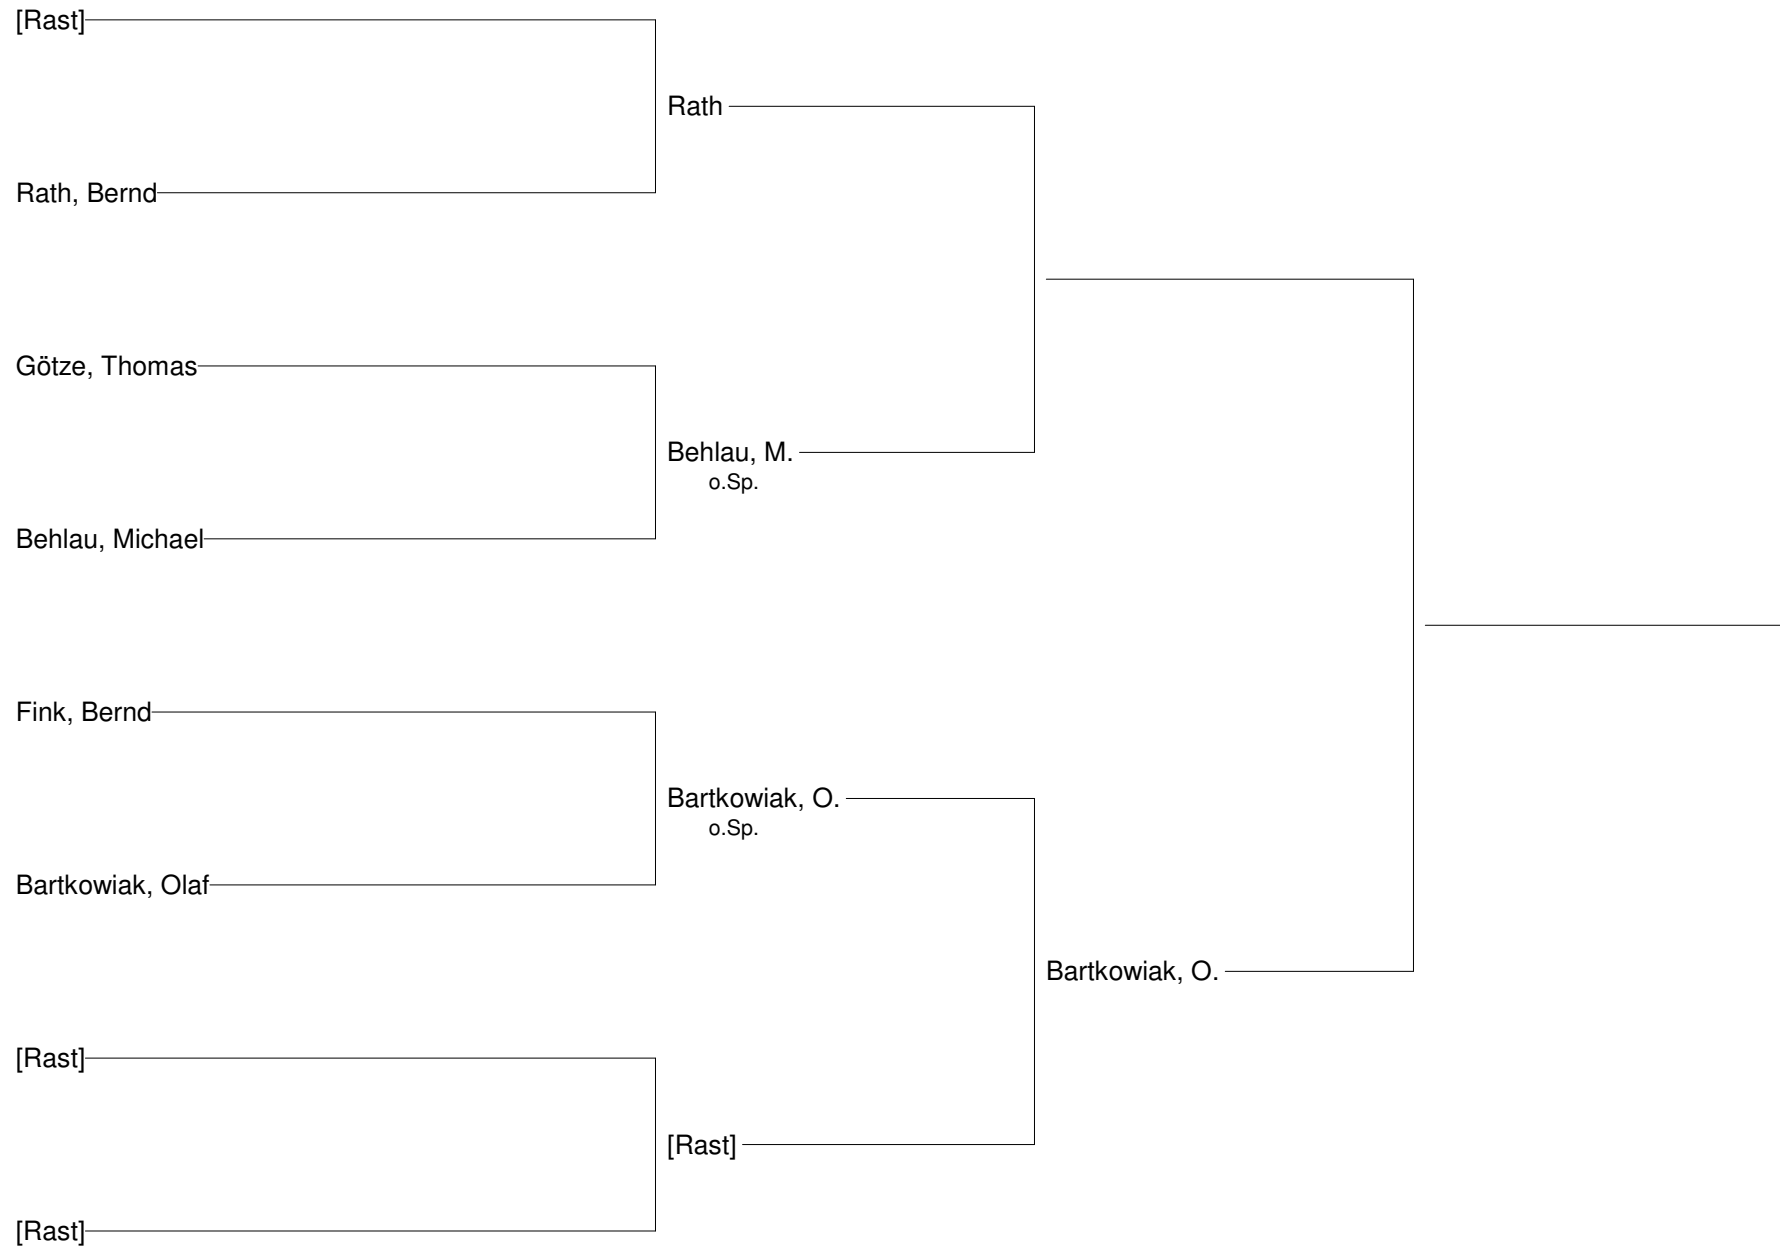 [Rast]
Rath
Rath, Bernd
Götze, Thomas
Behlau, M.
o.Sp.
Behlau, Michael
Fink, Bernd
Bartkowiak, O.
o.Sp.
Bartkowiak, Olaf
Bartkowiak, O.
[Rast]
[Rast]
[Rast]